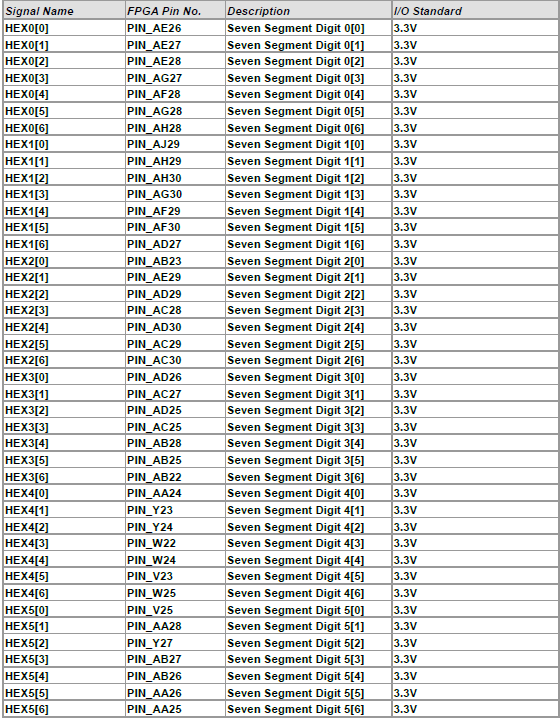 Signal Name FPGA Pin No. Description I/O Standard
HEX0[0] PIN_AE26 Seven Segment Digit 0[0] 3.3V
HEX0[1] PIN_AE27 Seven Segment Digit 0[1] 3.3V
HEX0[2] PIN_AE28 Seven Segment Digit 0[2] 3.3V
HEX0[3] PIN_AG27 Seven Segment Digit 0[3] 3.3V
HEX0[4] PIN_AF28 Seven Segment Digit 0[4] 3.3V
HEX0[5] PIN_AG28 Seven Segment Digit 0[5] 3.3V
HEX0[6] PIN_AH28 Seven Segment Digit 0[6] 3.3V
HEX1[0] PIN_AJ29 Seven Segment Digit 1[0] 3.3V
HEX1[1] PIN_AH29 Seven Segment Digit 1[1] 3.3V
HEX1[2] PIN_AH30 Seven Segment Digit 1[2] 3.3V
HEX1[3] PIN_AG30 Seven Segment Digit 1[3] 3.3V
HEX1[4] PIN_AF29 Seven Segment Digit 1[4] 3.3V
HEX1[5] PIN_AF30 Seven Segment Digit 1[5] 3.3V
HEX1[6] PIN_AD27 Seven Segment Digit 1[6] 3.3V
HEX2[0] PIN_AB23 Seven Segment Digit 2[0] 3.3V
HEX2[1] PIN_AE29 Seven Segment Digit 2[1] 3.3V
HEX2[2] PIN_AD29 Seven Segment Digit 2[2] 3.3V
HEX2[3] PIN_AC28 Seven Segment Digit 2[3] 3.3V
HEX2[4] PIN_AD30 Seven Segment Digit 2[4] 3.3V
HEX2[5] PIN_AC29 Seven Segment Digit 2[5] 3.3V
HEX2[6] PIN_AC30 Seven Segment Digit 2[6] 3.3V
HEX3[0] PIN_AD26 Seven Segment Digit 3[0] 3.3V
HEX3[1] PIN_AC27 Seven Segment Digit 3[1] 3.3V
HEX3[2] PIN_AD25 Seven Segment Digit 3[2] 3.3V
HEX3[3] PIN_AC25 Seven Segment Digit 3[3] 3.3V
HEX3[4] PIN_AB28 Seven Segment Digit 3[4] 3.3V
HEX3[5] PIN_AB25 Seven Segment Digit 3[5] 3.3V
HEX3[6] PIN_AB22 Seven Segment Digit 3[6] 3.3V
HEX4[0] PIN_AA24 Seven Segment Digit 4[0] 3.3V
HEX4[1] PIN_Y23 Seven Segment Digit 4[1] 3.3V
HEX4[2] PIN_Y24 Seven Segment Digit 4[2] 3.3V
HEX4[3] PIN_W22 Seven Segment Digit 4[3] 3.3V
HEX4[4] PIN_W24 Seven Segment Digit 4[4] 3.3V
HEX4[5] PIN_V23 Seven Segment Digit 4[5] 3.3V
HEX4[6] PIN_W25 Seven Segment Digit 4[6] 3.3V
HEX5[0] PIN_V25 Seven Segment Digit 5[0] 3.3V
HEX5[1] PIN_AA28 Seven Segment Digit 5[1] 3.3V
HEX5[2] PIN_Y27 Seven Segment Digit 5[2] 3.3V
HEX5[3] PIN_AB27 Seven Segment Digit 5[3] 3.3V
HEX5[4] PIN_AB26 Seven Segment Digit 5[4] 3.3V
HEX5[5] PIN_AA26 Seven Segment Digit 5[5] 3.3V
HEX5[6] PIN_AA25 Seven Segment Digit 5[6] 3.3V